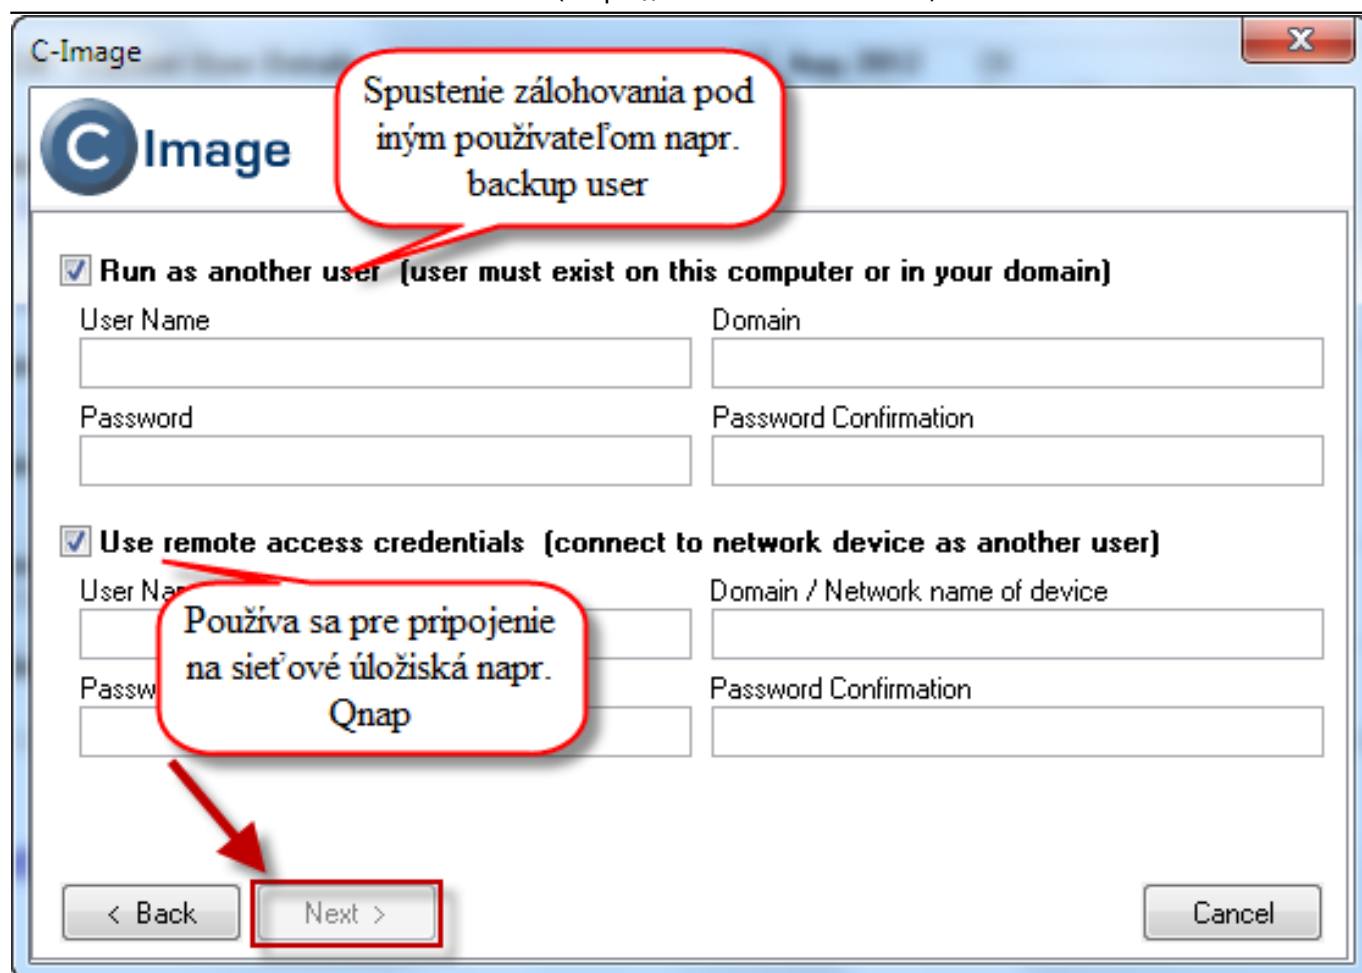 C-Image
C Image
Spustenie zálohovania pod
iným používateľom napr.
backup user
Run as another user (user must exist on this computer or in your domain)
User Name
Domain
Password
Password Confirmation
Use remote access credentials (connect to network device as another user)
User
Domain / Network name of device
Používa sa pre pripojenie
na sieťové úložiská napr.
Qnap
Password Confirmation
< Back
Next >
Cancel